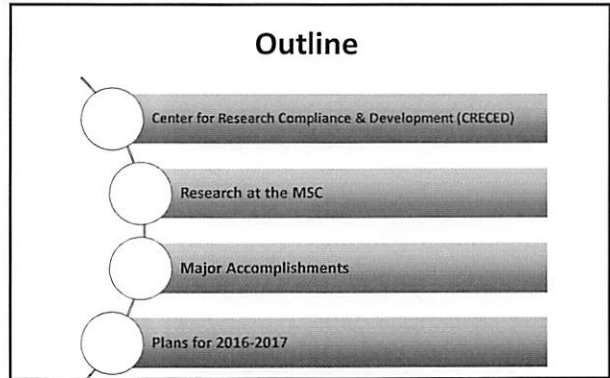 Outline
Center for Research Compliance & Development (CRECED)
Research at the MSC
Major Accomplishments
Plans for 2016-2017